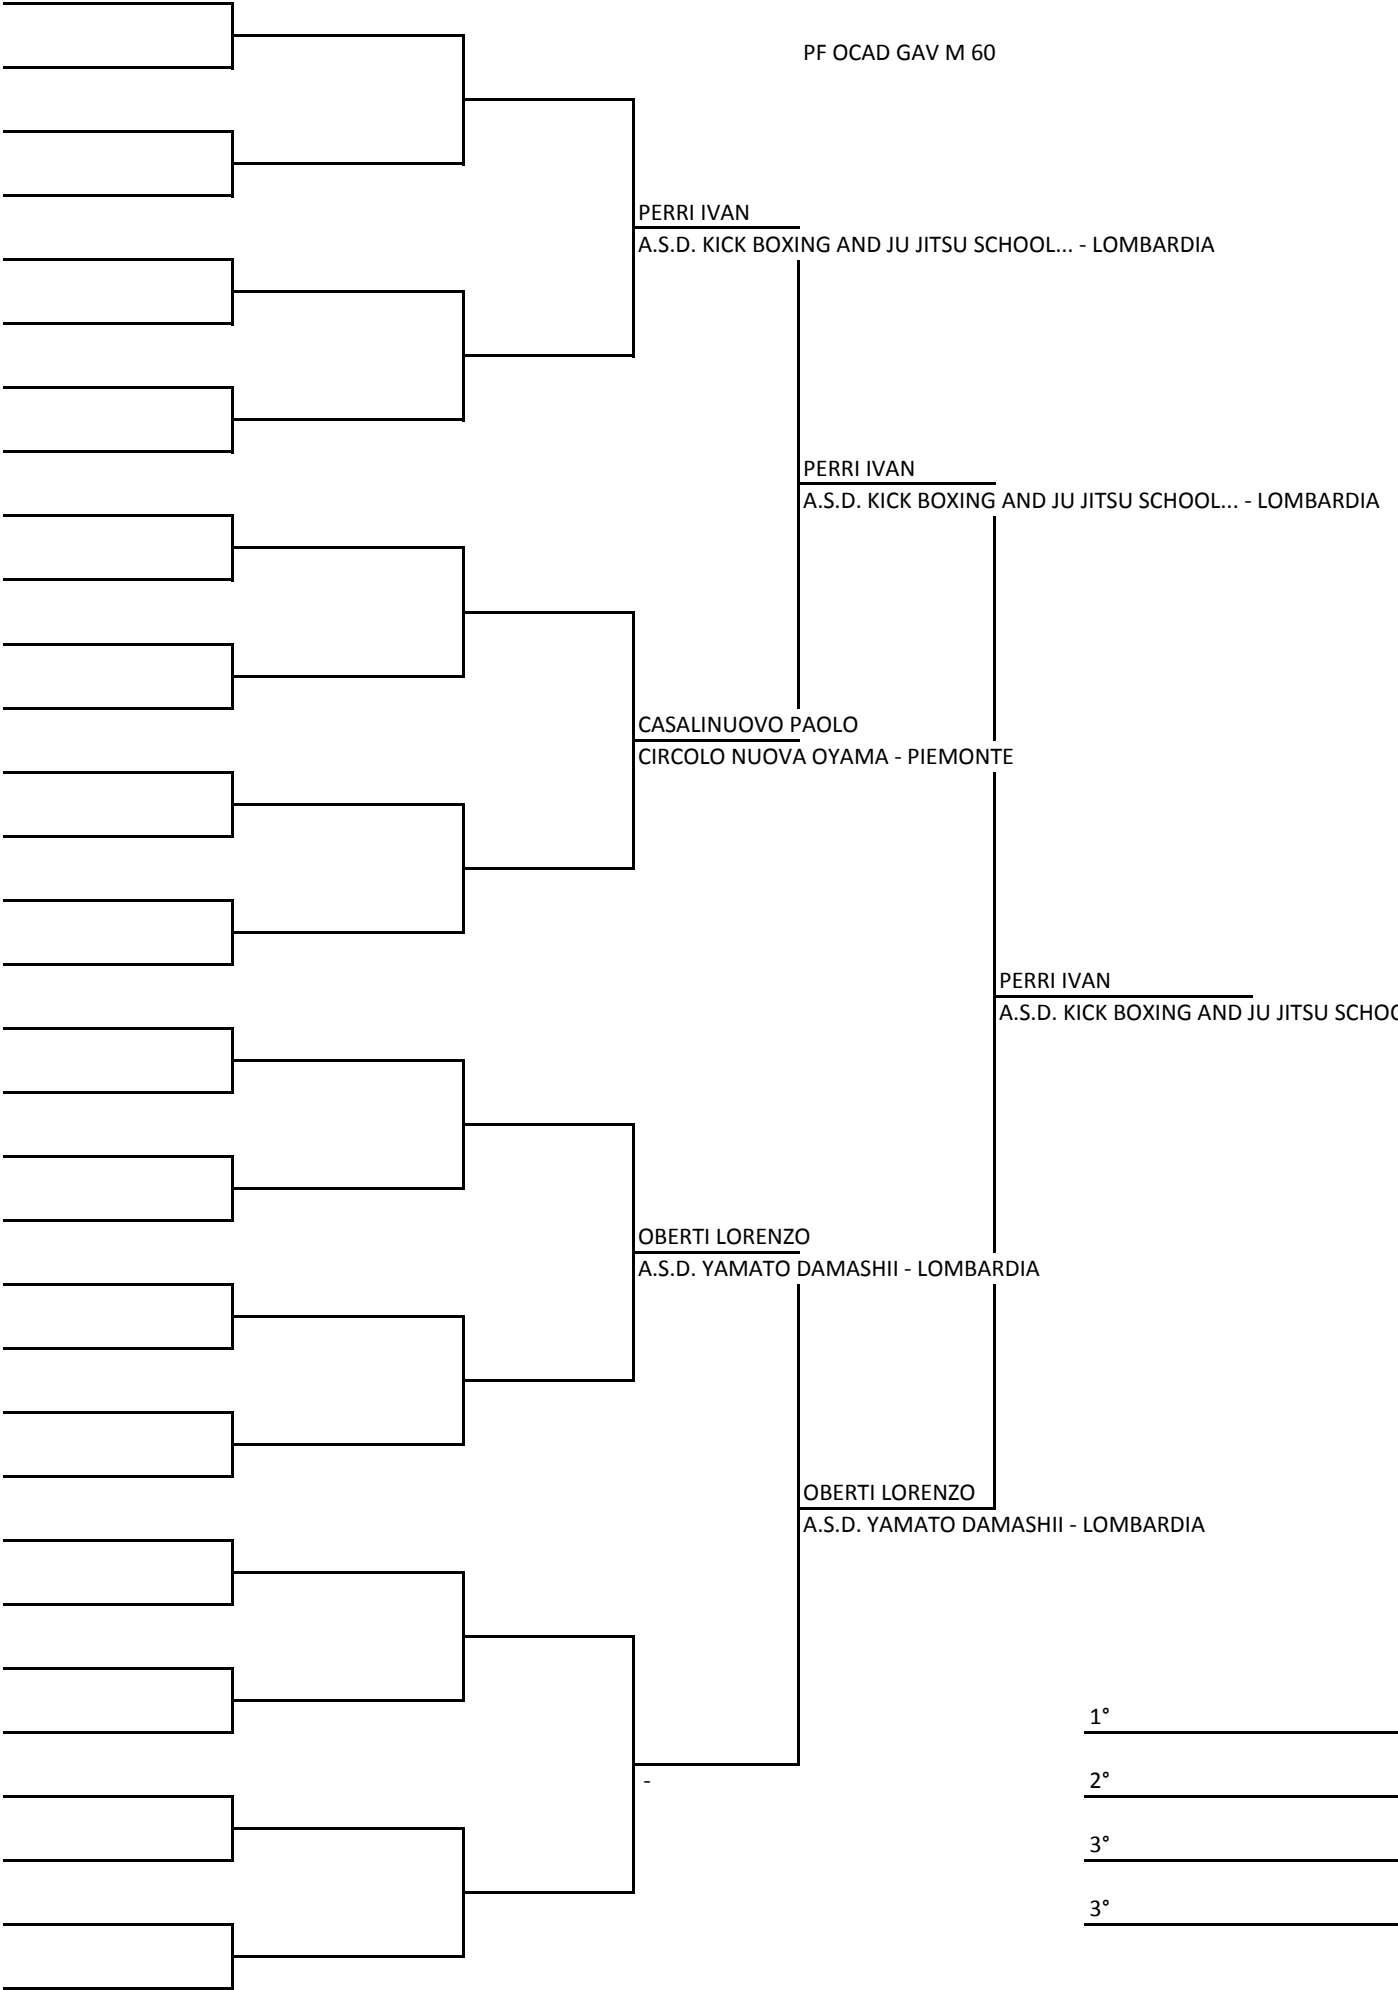 PF OCAD GAV M 60
PERRI IVAN
A.S.D. KICK BOXING AND JU JITSU SCHOOL... - LOMBARDIA
PERRI IVAN
A.S.D. KICK BOXING AND JU JITSU SCHOOL... - LOMBARDIA
CASALINUOVO PAOLO
CIRCOLO NUOVA OYAMA - PIEMONTE
PERRI IVAN
A.S.D. KICK BOXING AND JU JITSU
OBERTI LORENZO
A.S.D. YAMATO DAMASHII - LOMBARDIA
OBERTI LORENZO
A.S.D. YAMATO DAMASHII - LOMBARDIA
1°
-
2°
3°
3°